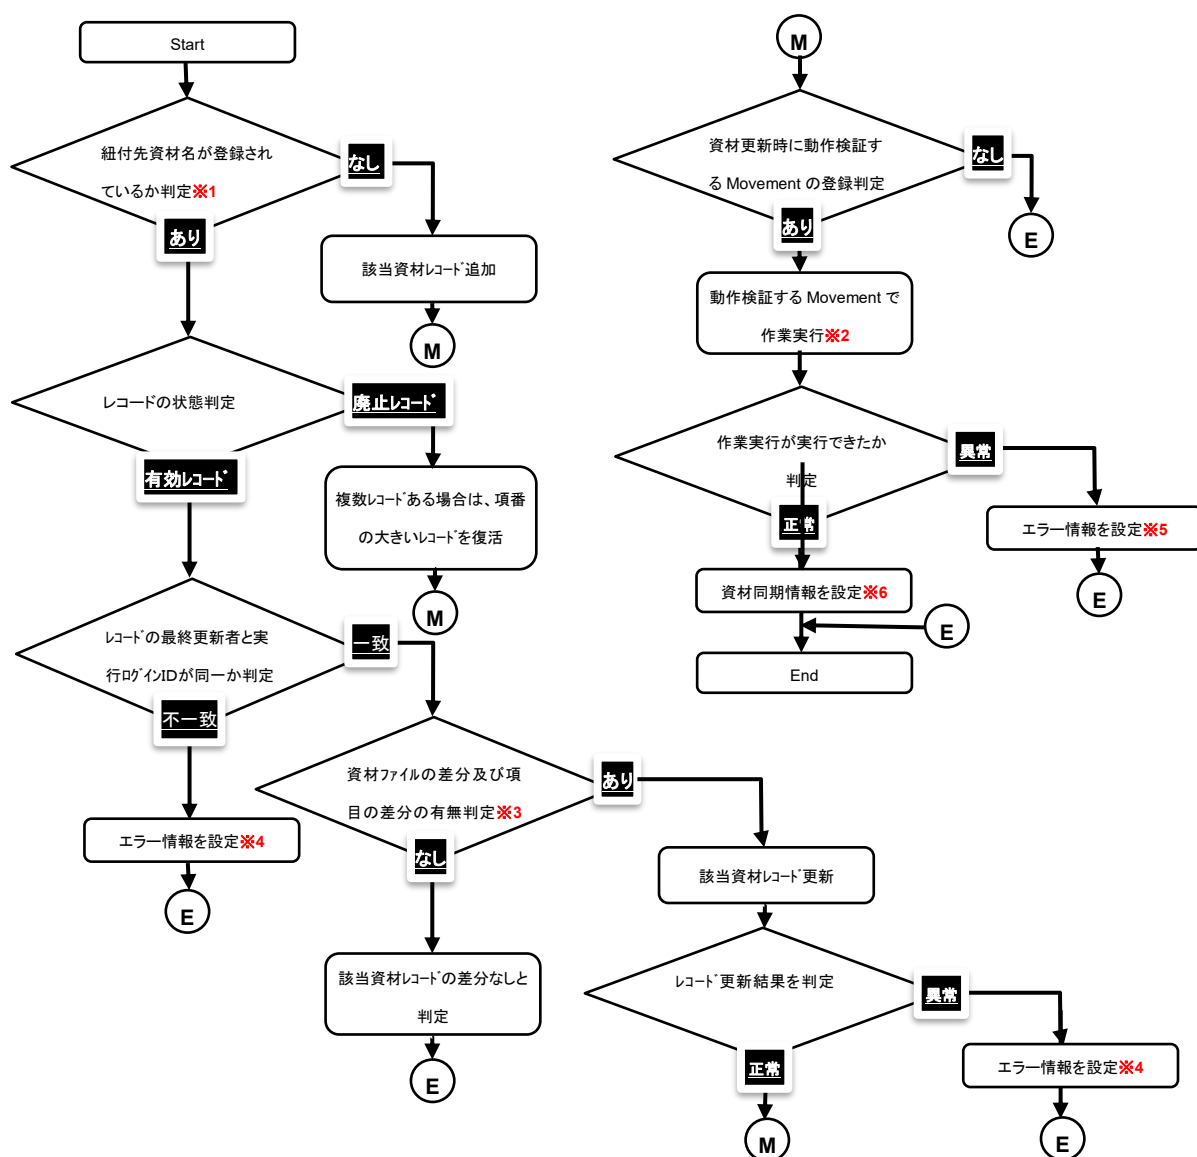 Start
紐付先資材名が登録され
ているか判定※1
なし
あり
該当資材ﾚｺｰﾄﾞ追加
M
レコードの状態判定
廃止ﾚｺｰﾄﾞ
有効ﾚｺｰﾄﾞ
複数ﾚｺｰﾄﾞある場合は、項番
の大きいﾚｺｰﾄﾞを復活
M
ﾚｺｰﾄﾞの最終更新者と実
行ﾛｸﾞｲﾝIDが同一か判定
一致
不一致
エラー情報を設定※4
E
資材ﾌｧｲﾙの差分及び項
目の差分の有無判定※3
あり
なし
該当資材ﾚｺｰﾄﾞの差分なしと
判定
E
該当資材ﾚｺｰﾄﾞ更新
ﾚｺｰﾄﾞ更新結果を判定
異常
正常
エラー情報を設定※4
E
M
M
資材更新時に動作検証す
る Movement の登録判定
なし
あり
E
動作検証する Movement で
作業実行※2
作業実行が実行できたか
判定
異常
正常
エラー情報を設定※5
E
資材同期情報を設定※6
E
End